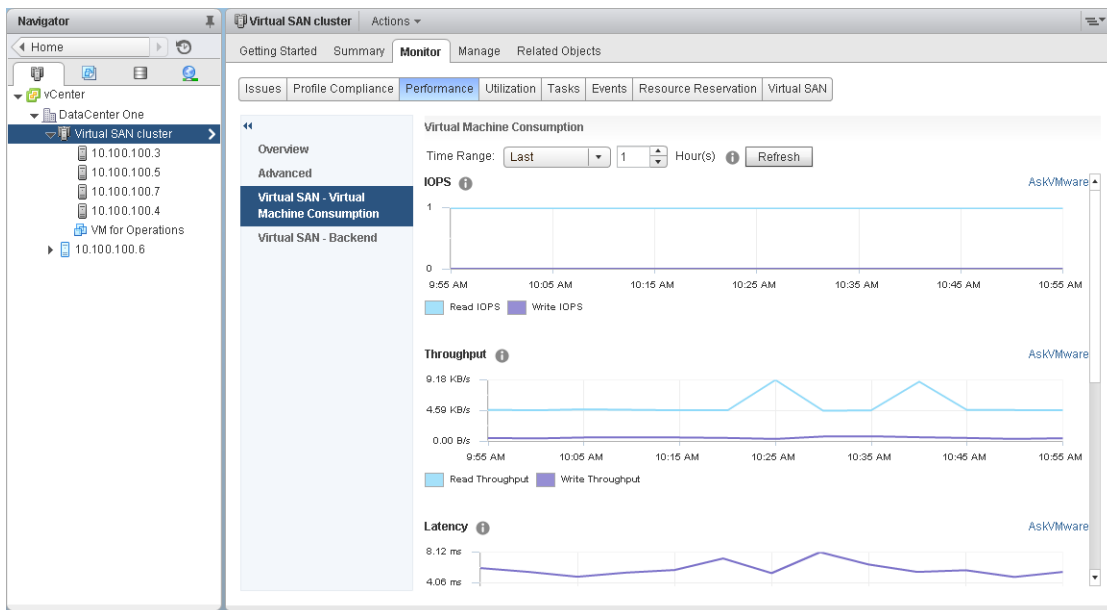 Navigator
Home
vCenter
DataCenter One
Virtual SAN cluster
10.100.100.3
10.100.100.5
10.100.100.7
10.100.100.4
VM for Operations
10.100.100.6
Virtual SAN cluster Actions
Getting Started Summary Monitor Manage Related Objects
Issues Profile Compliance Performance Utilization Tasks Events Resource Reservation Virtual SAN
Overview
Advanced
Virtual SAN - Virtual
Machine Consumption
Virtual SAN - Backend
Virtual Machine Consumption
Time Range: Last 1 Hour(s) Refresh
IOPS AskVMware
1
0
9:55 AM 10:05 AM 10:15 AM 10:25 AM 10:35 AM 10:45 AM 10:55 AM
Read IOPS Write IOPS
Throughput AskVMware
9.18 KB/s
4.59 KB/s
0.00 B/s
9:55 AM 10:05 AM 10:15 AM 10:25 AM 10:35 AM 10:45 AM 10:55 AM
Read Throughput Write Throughput
Latency AskVMware
8.12 ms
4.06 ms